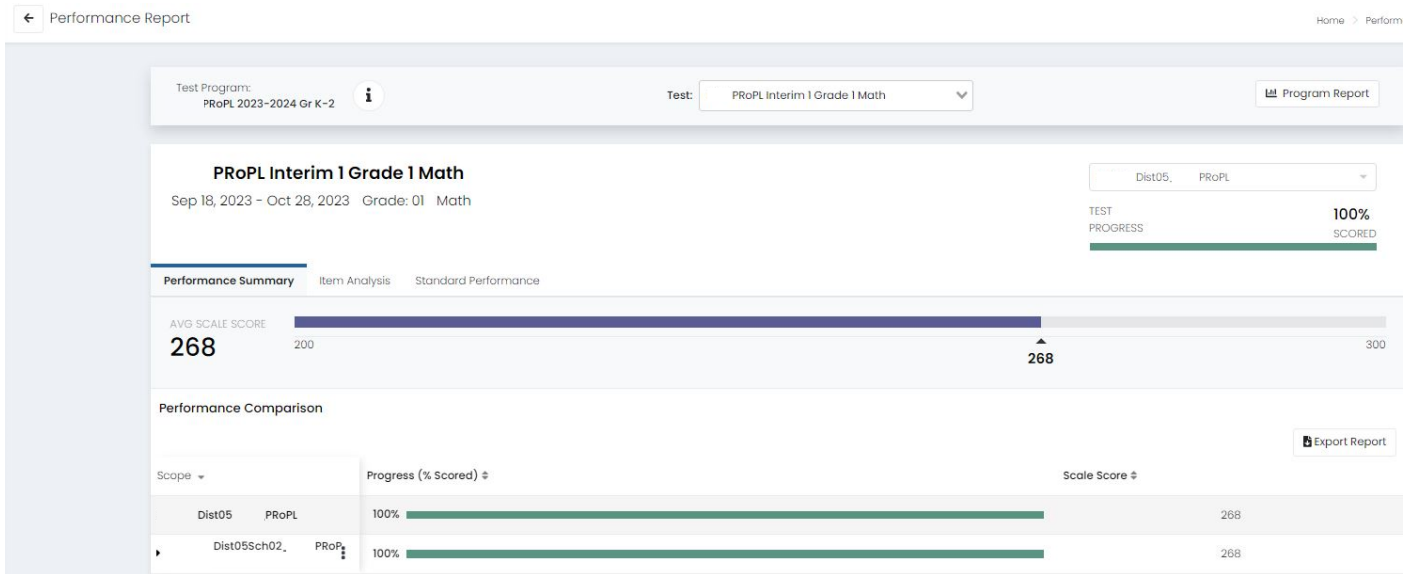 Performance Report
Home > Perform
Test Program:
PRoPL 2023-2024 Gr K-2
i
Test:
PRoPL Interim 1 Grade 1 Math
Program Report
PRoPL Interim 1 Grade 1 Math
Sep 18, 2023 - Oct 28, 2023 Grade: 01 Math
Dist05_ PRoPL
TEST PROGRESS
100%
SCORED
Performance Summary Item Analysis Standard Performance
AVG SCALE SCORE
268
200
268
300
Performance Comparison
Export Report
Scope Progress (% Scored) Scale Score
Dist05 PRoPL 100% 268
Dist05Sch02_ PRoP 100% 268